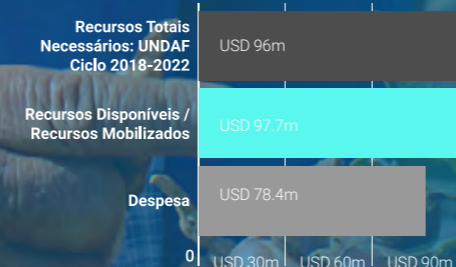 Recursos Totais
Necessários: UNDAF
Ciclo 2018-2022
USD 96m
Recursos Disponíveis /
Recursos Mobilizados
USD 97.7m
Despesa
USD 78.4m
0 USD 30m USD 60m USD 90m